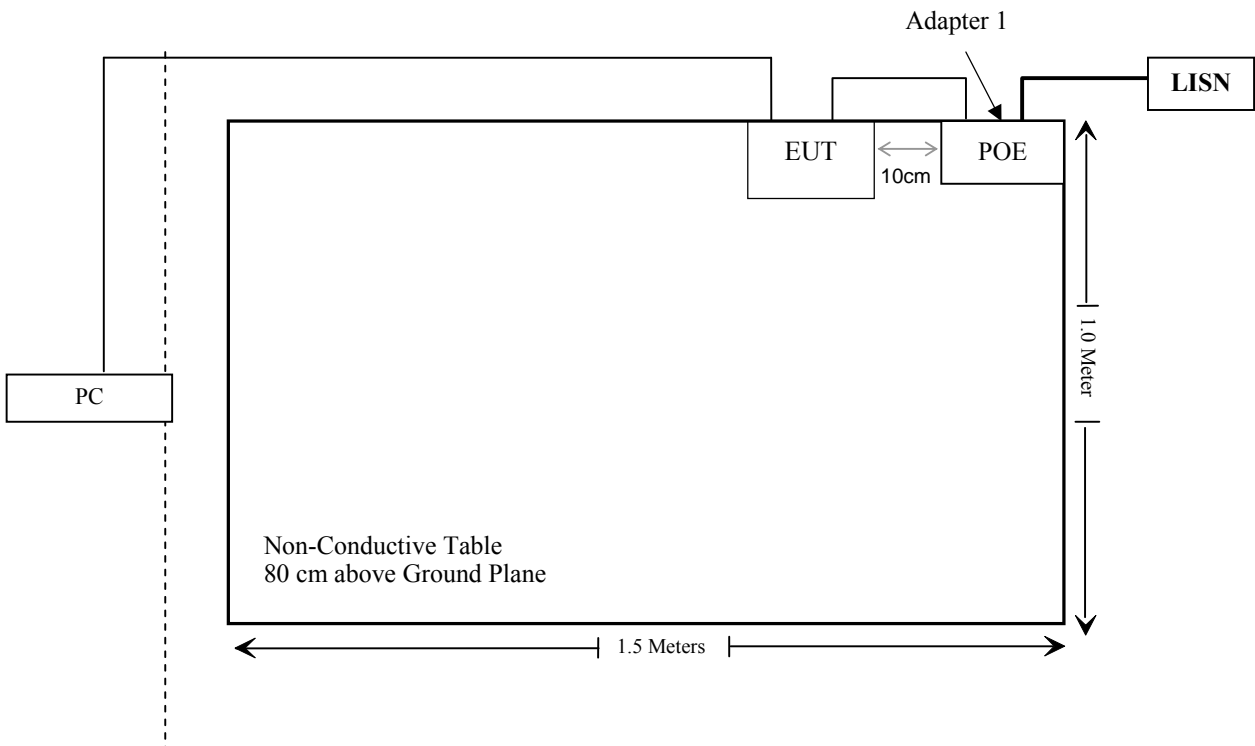 Adapter 1
LISN
EUT
POE
10cm
1.0 Meter
PC
Non-Conductive Table
80 cm above Ground Plane
1.5 Meters